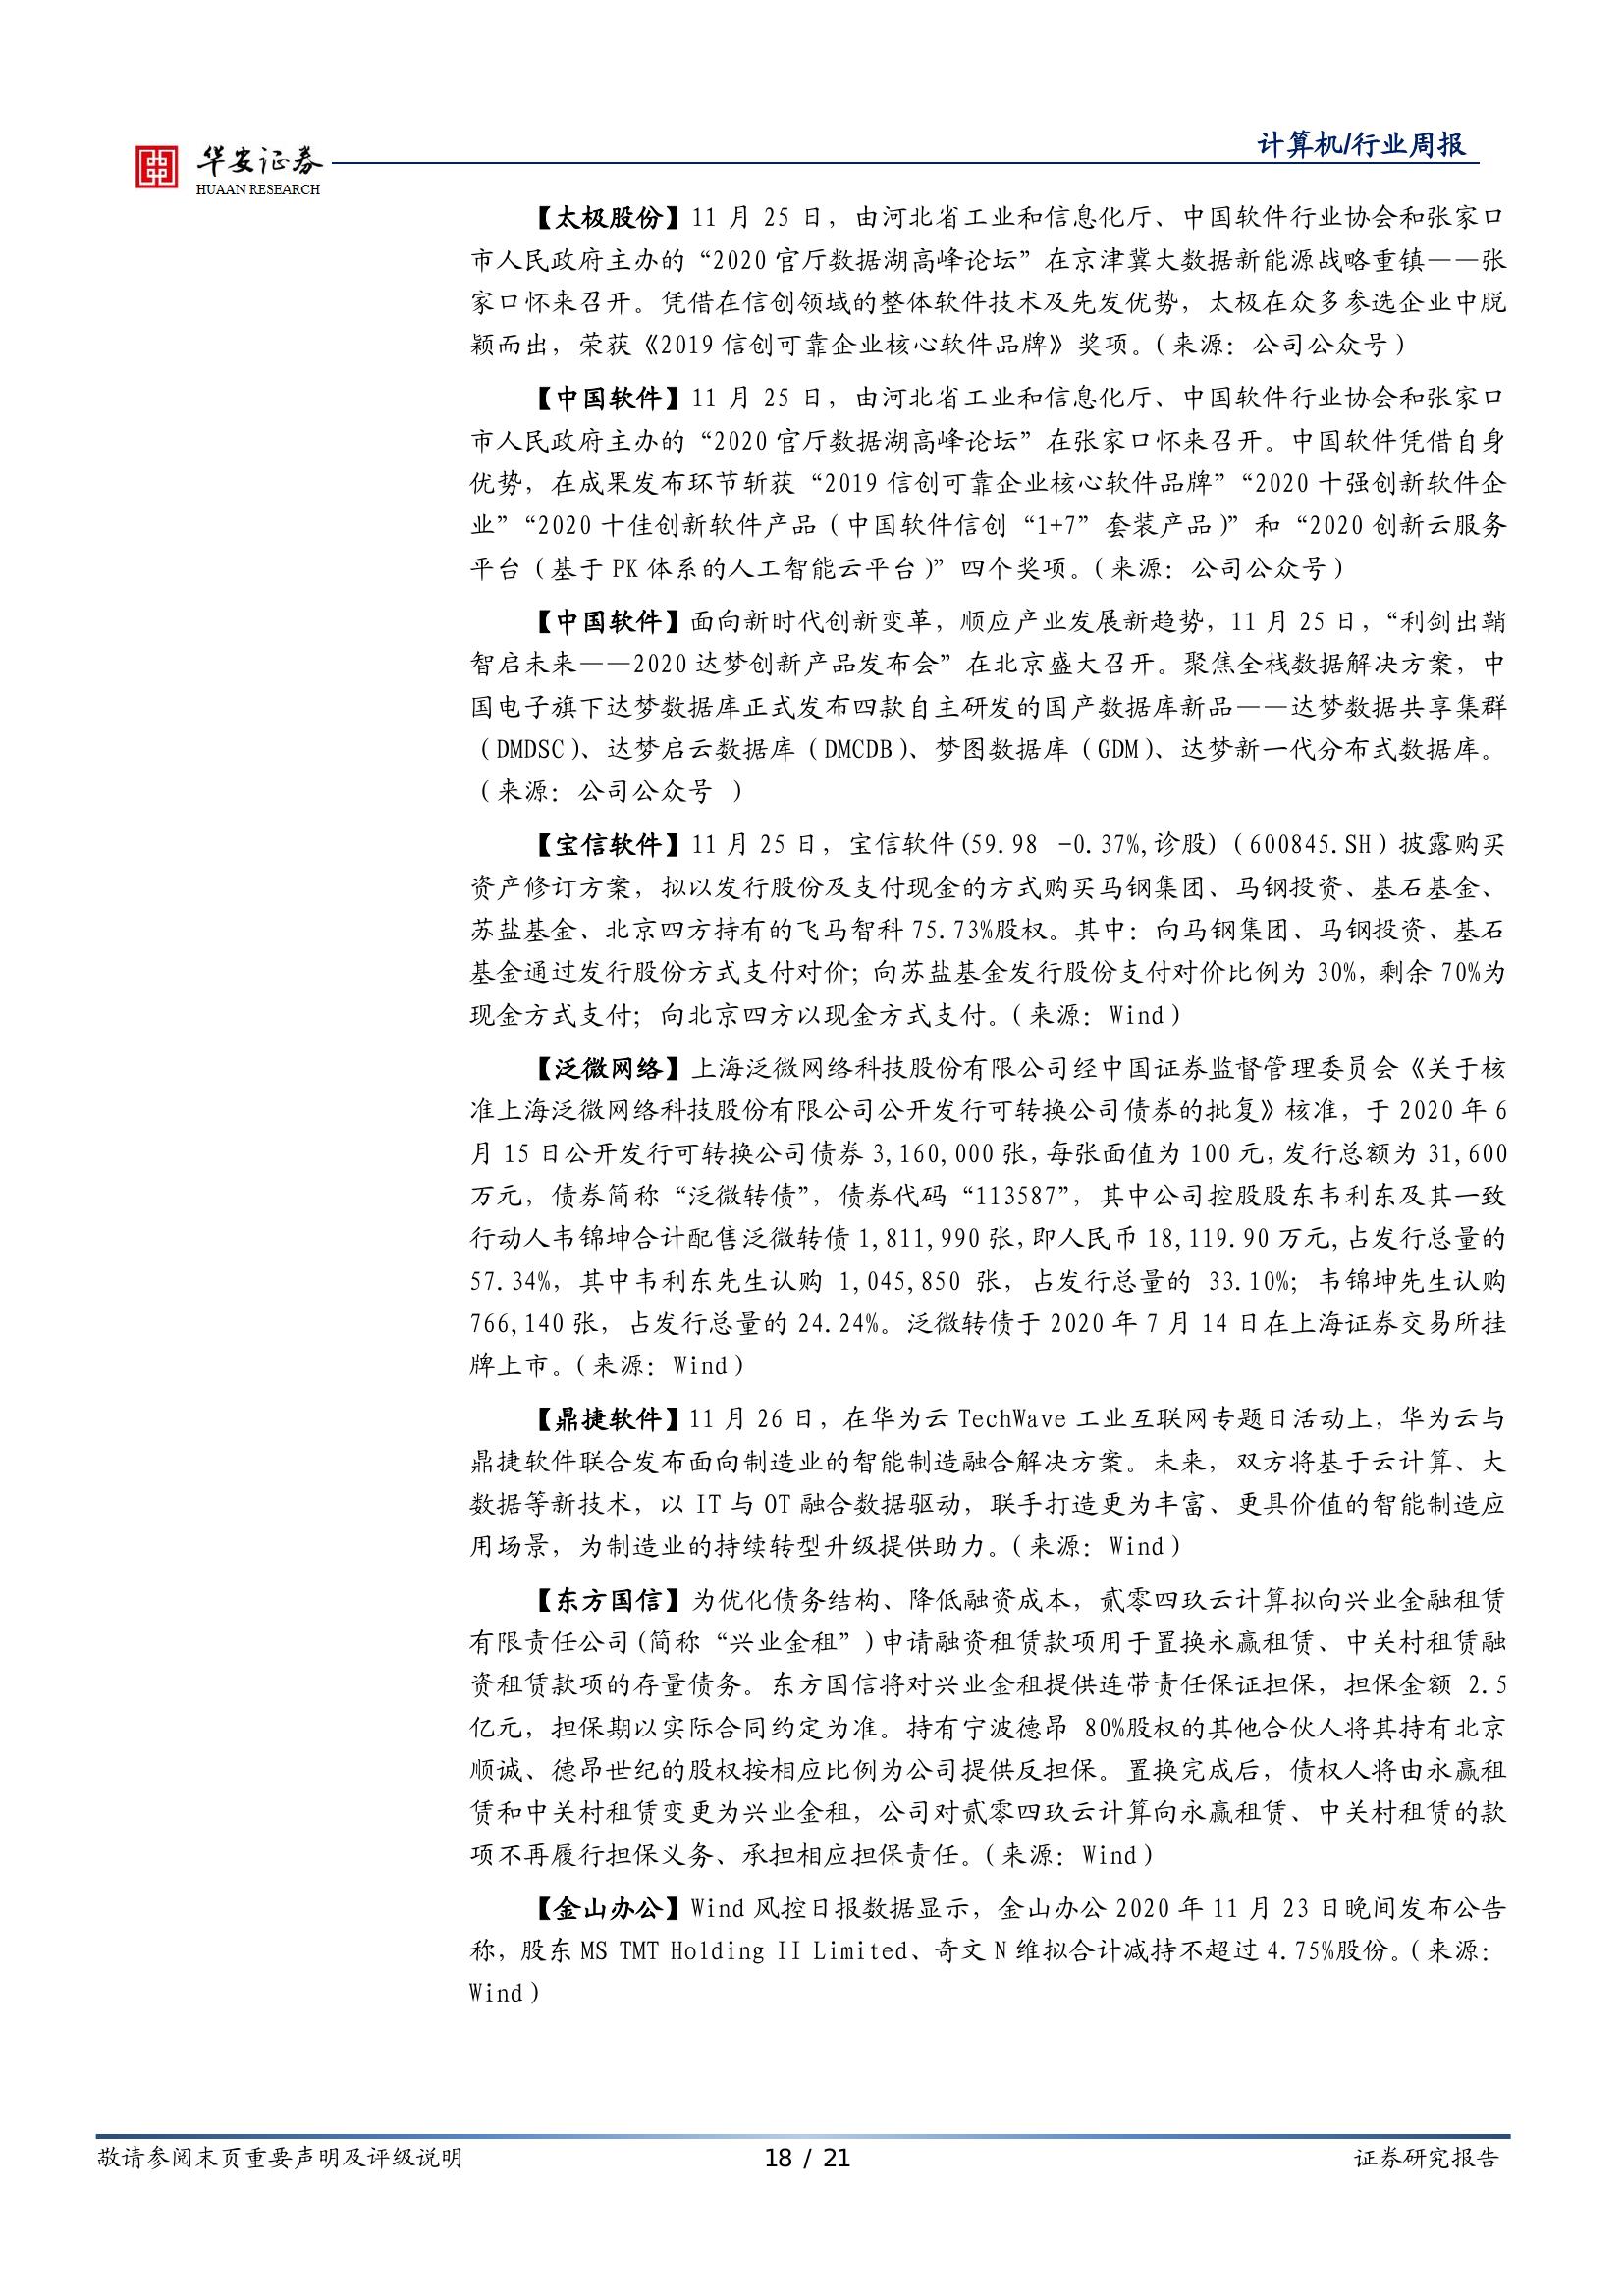 华安证券
HUAAN RESEARCH
计算机/行业周报
【太极股份】11 月 25 日，由河北省工业和信息化厅、中国软件行业协会和张家口
市人民政府主办的“2020 官厅数据湖高峰论坛”在京津冀大数据新能源战略重镇——张
家口怀来召开。凭借在信创领域的整体软件技术及先发优势，太极在众多参选企业中脱
颖而出，荣获《2019 信创可靠企业核心软件品牌》奖项。（来源：公司公众号）
【中国软件】11 月 25 日，由河北省工业和信息化厅、中国软件行业协会和张家口
市人民政府主办的“2020 官厅数据湖高峰论坛”在张家口怀来召开。中国软件凭借自身
优势，在成果发布环节斩获“2019 信创可靠企业核心软件品牌”“2020 十强创新软件企
业”“2020 十佳创新软件产品（中国软件信创“1+7”套装产品）”和“2020 创新云服务
平台（基于 PK 体系的人工智能云平台）”四个奖项。（来源：公司公众号）
【中国软件】面向新时代创新变革，顺应产业发展新趋势，11 月 25 日，“利剑出鞘
智启未来——2020 达梦创新产品发布会”在北京盛大召开。聚焦全栈数据解决方案，中
国电子旗下达梦数据库正式发布四款自主研发的国产数据库新品——达梦数据共享集群
（DMDSC）、达梦启云数据库（DMCDB）、梦图数据库（GDM）、达梦新一代分布式数据库。
（来源：公司公众号 ）
【宝信软件】11 月 25 日，宝信软件(59.98 -0.37%,诊股)（600845.SH）披露购买
资产修订方案，拟以发行股份及支付现金的方式购买马钢集团、马钢投资、基石基金、
苏盐基金、北京四方持有的飞马智科 75.73%股权。其中：向马钢集团、马钢投资、基石
基金通过发行股份方式支付对价；向苏盐基金发行股份支付对价比例为 30%，剩余 70%为
现金方式支付；向北京四方以现金方式支付。（来源：Wind）
【泛微网络】上海泛微网络科技股份有限公司经中国证券监督管理委员会《关于核
准上海泛微网络科技股份有限公司公开发行可转换公司债券的批复》核准，于 2020 年 6
月 15 日公开发行可转换公司债券 3,160,000 张，每张面值为 100 元，发行总额为 31,600
万元，债券简称“泛微转债”，债券代码“113587”，其中公司控股股东韦利东及其一致
行动人韦锦坤合计配售泛微转债 1,811,990 张，即人民币 18,119.90 万元，占发行总量的
57.34%，其中韦利东先生认购 1,045,850 张，占发行总量的 33.10%；韦锦坤先生认购
766,140 张，占发行总量的 24.24%。泛微转债于 2020 年 7 月 14 日在上海证券交易所挂
牌上市。（来源：Wind）
【鼎捷软件】11 月 26 日，在华为云 TechWave 工业互联网专题日活动上，华为云与
鼎捷软件联合发布面向制造业的智能制造融合解决方案。未来，双方将基于云计算、大
数据等新技术，以 IT 与 OT 融合数据驱动，联手打造更为丰富、更具价值的智能制造应
用场景，为制造业的持续转型升级提供助力。（来源：Wind）
【东方国信】为优化债务结构、降低融资成本，贰零四玖云计算拟向兴业金融租赁
有限责任公司(简称“兴业金租”)申请融资租赁款项用于置换永赢租赁、中关村租赁融
资租赁款项的存量债务。东方国信将对兴业金租提供连带责任保证担保，担保金额 2.5
亿元，担保期以实际合同约定为准。持有宁波德昂 80%股权的其他合伙人将其持有北京
顺诚、德昂世纪的股权按相应比例为公司提供反担保。置换完成后，债权人将由永赢租
赁和中关村租赁变更为兴业金租，公司对贰零四玖云计算向永赢租赁、中关村租赁的款
项不再履行担保义务、承担相应担保责任。（来源：Wind）
【金山办公】Wind 风控日报数据显示，金山办公 2020 年 11 月 23 日晚间发布公告
称，股东 MS TMT Holding II Limited、奇文 N 维拟合计减持不超过 4.75%股份。（来源：
Wind）
敬请参阅末页重要声明及评级说明
18 / 21
证券研究报告